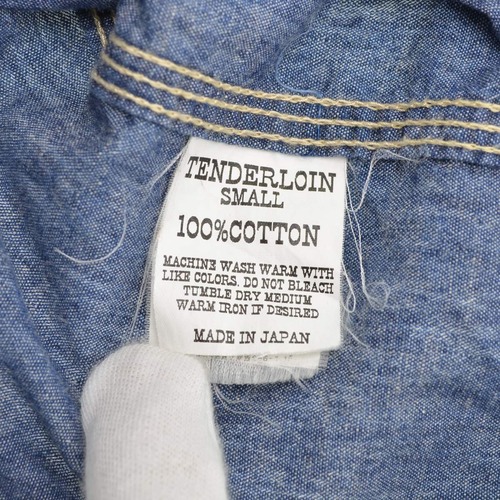 TENDERLOIN
SMALL
100%COTTON
MACHINE WASH WARM WITH
LIKE COLORS. DO NOT BLEACH
TUMBLE DRY MEDIUM
WARM IRON IF DESIRED
MADE IN JAPAN